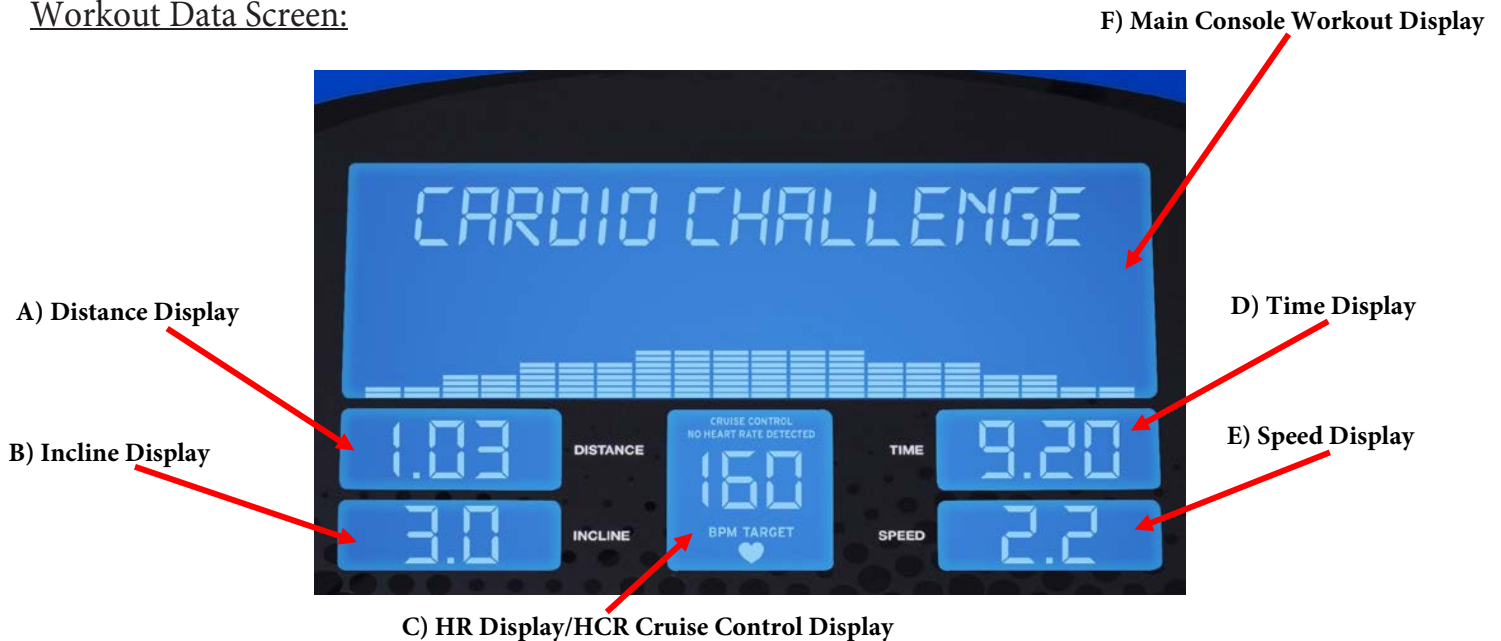 Workout Data Screen:
F) Main Console Workout Display
CARDIO CHALLENGE
A) Distance Display
D) Time Display
B) Incline Display
E) Speed Display
1.03
DISTANCE
CRUISE CONTROL
NO HEART RATE DETECTED
160
BPM TARGET
TIME
9.20
3.0
INCLINE
SPEED
2.2
C) HR Display/HCR Cruise Control Display